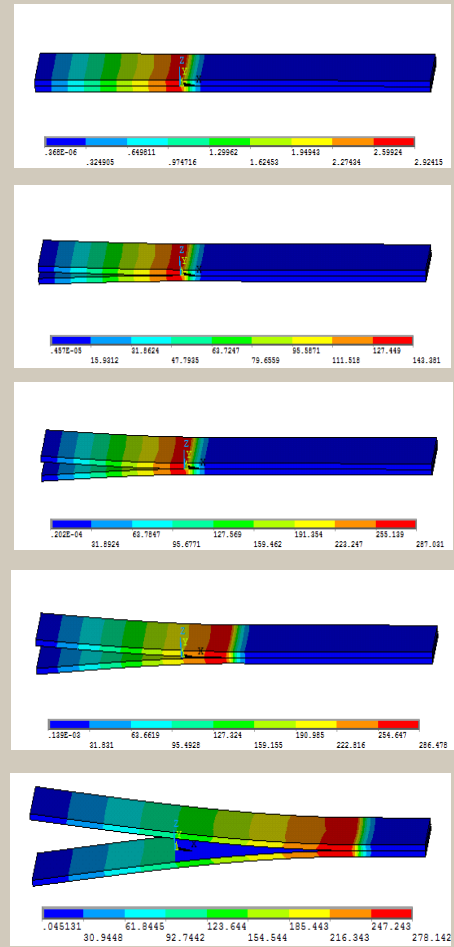 Z
Y
X
.368E-06 .649811 1.29962 1.94943 2.59924
.324905 .974716 1.62453 2.27434 2.92415
Z
Y
X
.457E-05 31.8624 63.7247 95.5871 127.449
15.9312 47.7935 79.6559 111.518 143.381
Z
Y
X
.202E-04 63.7847 127.569 191.354 255.139
31.8924 95.6771 159.462 223.247 287.031
Z
Y
X
.139E-03 63.6619 127.324 190.985 254.647
31.831 95.4928 159.155 222.816 286.478
Z
Y
X
.045131 61.8445 123.644 185.443 247.243
30.9448 92.7442 154.544 216.343 278.142